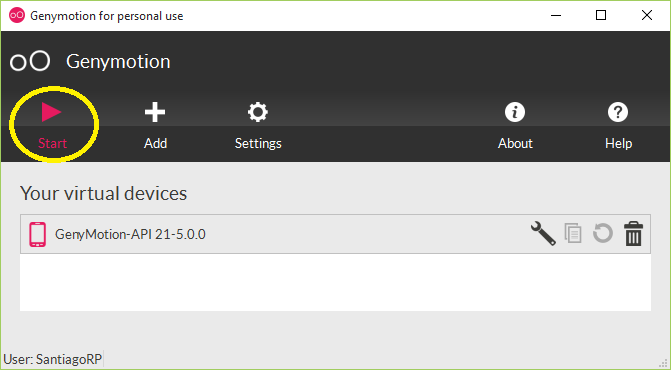 Genymotion for personal use
Genymotion
Start Add Settings About Help
Your virtual devices
GenyMotion-API 21-5.0.0
User: SantiagoRP